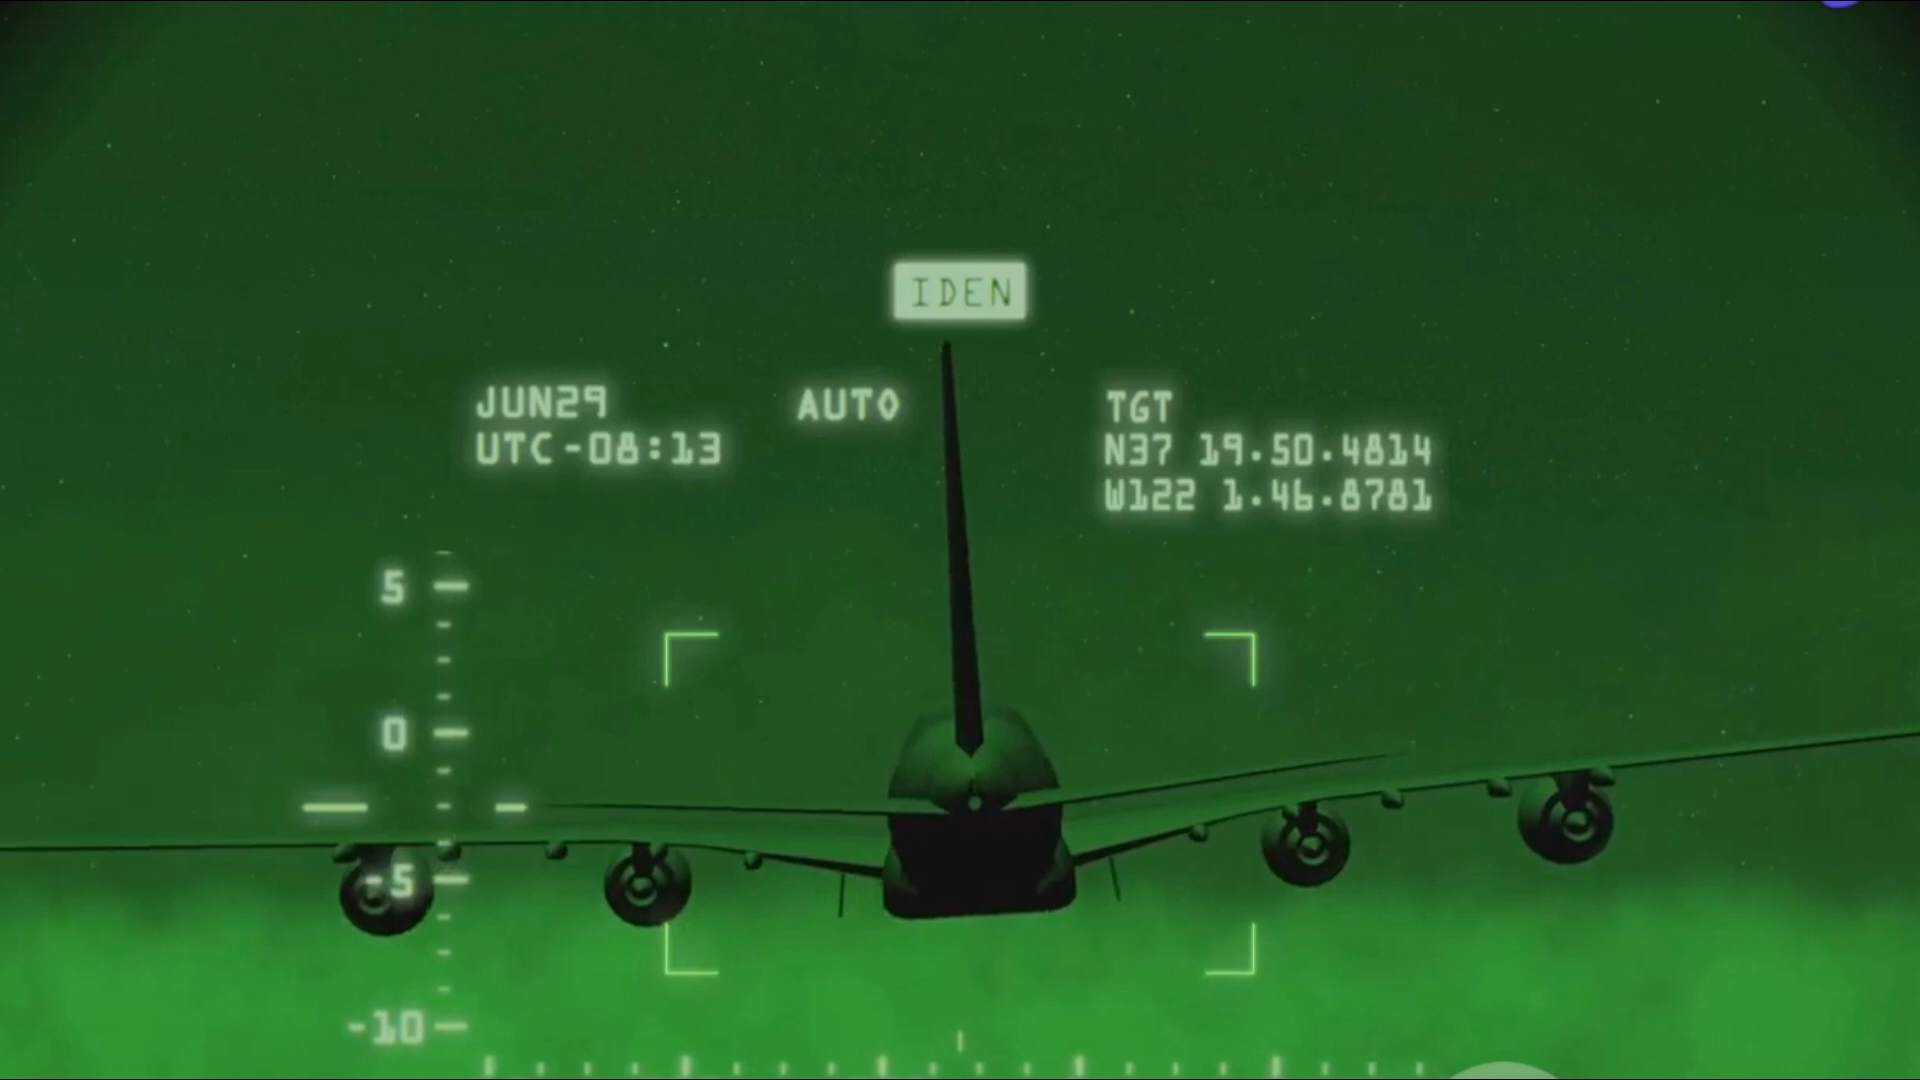 IDEN
JUN29
UTC-08:13
AUTO
TGT
N37 19.50.4814
W122 1.46.8781
5
0
-5
-10